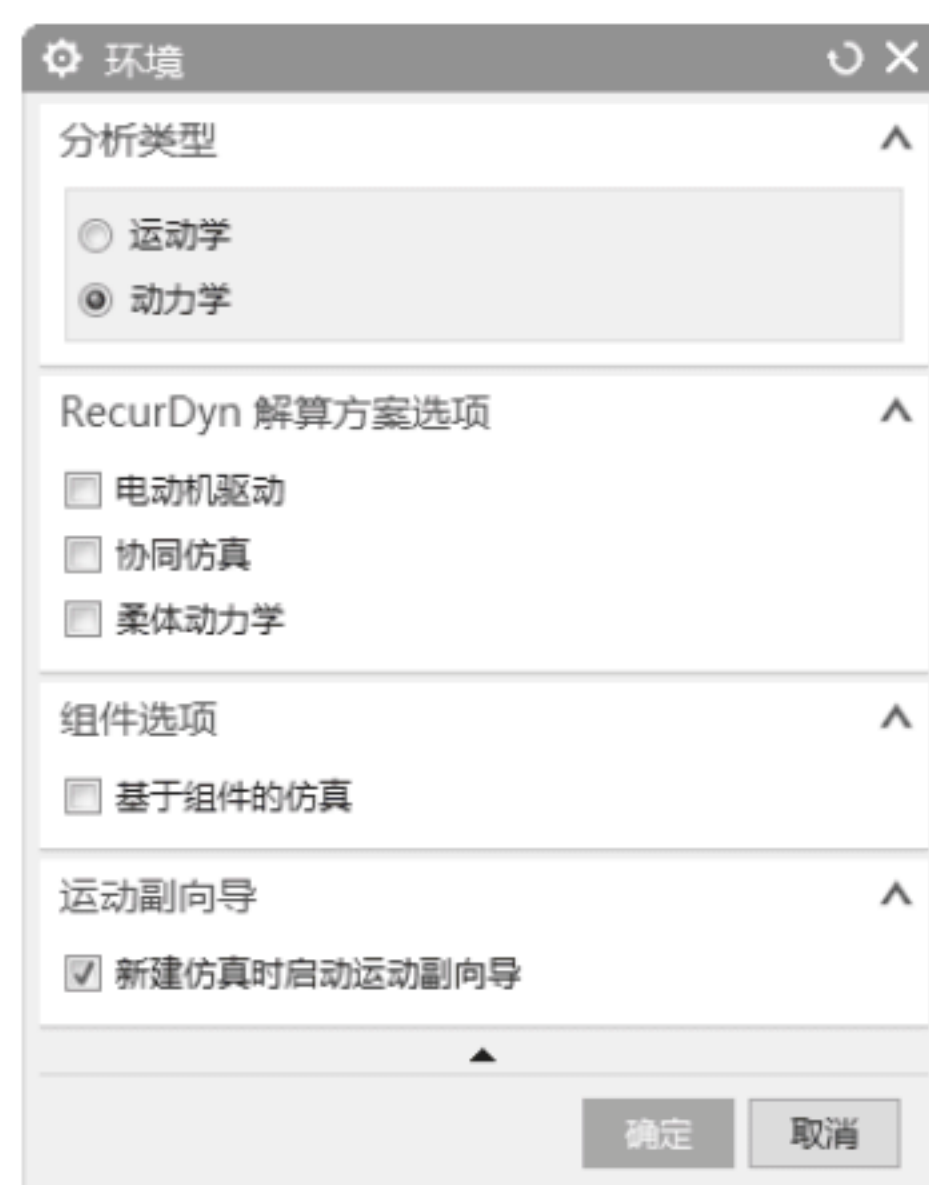 环境
分析类型
运动学
动力学
RecurDyn 解算方案选项
电动机驱动
协同仿真
柔体动力学
组件选项
基于组件的仿真
运动副向导
新建仿真时启动运动副向导
确定
取消